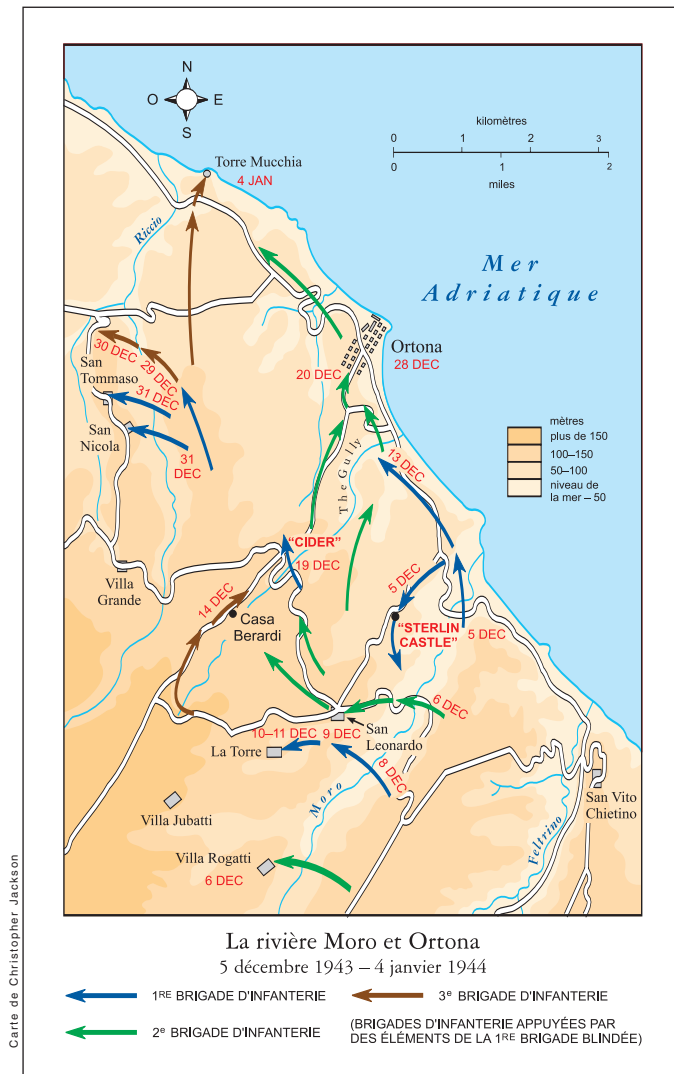 N
O E
S
kilomètres
0 1 2 3
0 1 2
miles
Torre Mucchia
4 JAN
Riccio
Mer
Adriatique
Ortona
28 DEC
20 DEC
30 DEC
29 DEC
San
Tommaso
31 DEC
San
Nicola
31
DEC
The Gully
13 DEC
mètres
plus de 150
100–150
50–100
niveau de
la mer – 50
"CIDER"
19 DEC
Villa
Grande
14 DEC
Casa
Berardi
5 DEC
"STERLIN
CASTLE"
5 DEC
6 DEC
10–11 DEC
9 DEC
San
Leonardo
La Torre
8 DEC
Moro
Feltrino
San Vito
Chietino
Villa Jubatti
Villa Rogatti
6 DEC
Carte de Christopher Jackson
La rivière Moro et Ortona
5 décembre 1943 – 4 janvier 1944
1RE BRIGADE D'INFANTERIE
3e BRIGADE D'INFANTERIE
2e BRIGADE D'INFANTERIE
(BRIGADES D'INFANTERIE APPUYÉES PAR
DES ÉLÉMENTS DE LA 1RE BRIGADE BLINDÉE)